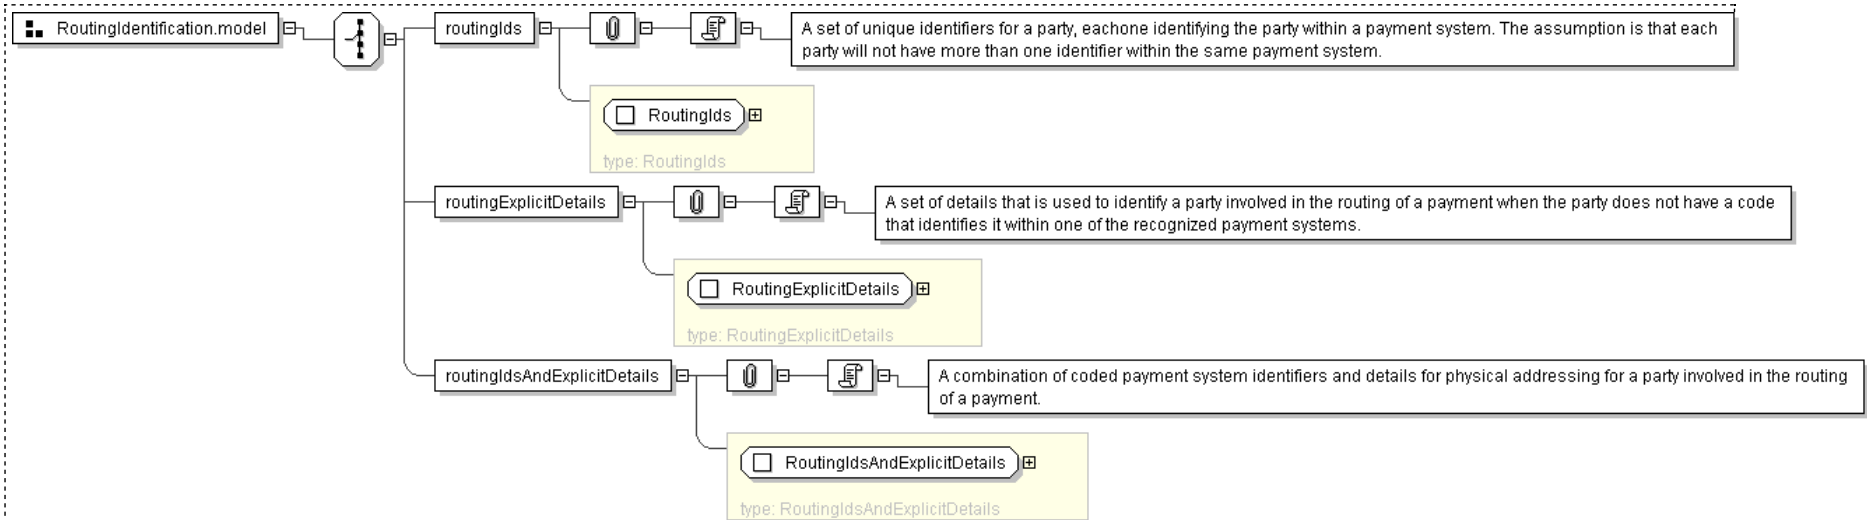 RoutingIdentification.model
routingIds
A set of unique identifiers for a party, eachone identifying the party within a payment system. The assumption is that each
party will not have more than one identifier within the same payment system.
RoutingIds
type: RoutingIds
routingExplicitDetails
A set of details that is used to identify a party involved in the routing of a payment when the party does not have a code
that identifies it within one of the recognized payment systems.
RoutingExplicitDetails
type: RoutingExplicitDetails
routingIdsAndExplicitDetails
A combination of coded payment system identifiers and details for physical addressing for a party involved in the routing
of a payment.
RoutingIdsAndExplicitDetails
type: RoutingIdsAndExplicitDetails